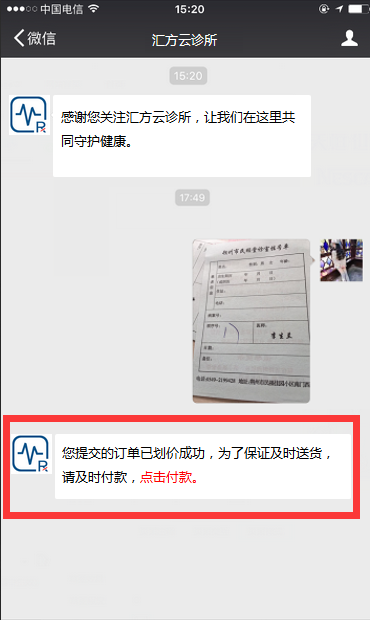 中国电信 15:20
微信 汇方云诊所
15:20
感谢您关注汇方云诊所，让我们在这里共
同守护健康。
17:49
您提交的订单已划价成功，为了保证及时送货，
请及时付款，点击付款。